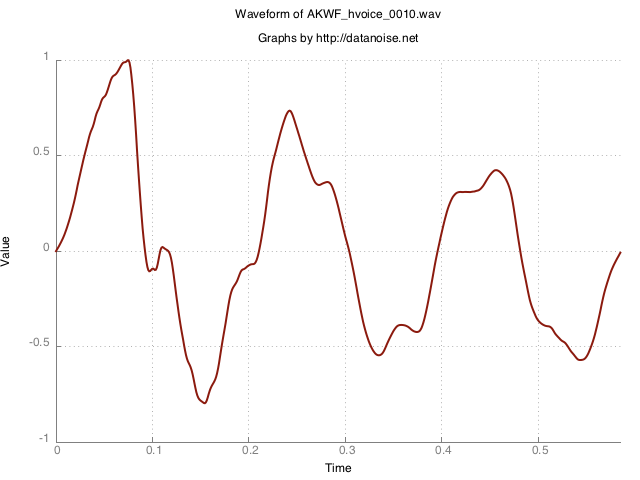 Waveform of AKWF_hvoice_0010.wav
Graphs by http://datanoise.net
1
0.5
0
-0.5
-1
Value
0 0.1 0.2 0.3 0.4 0.5
Time